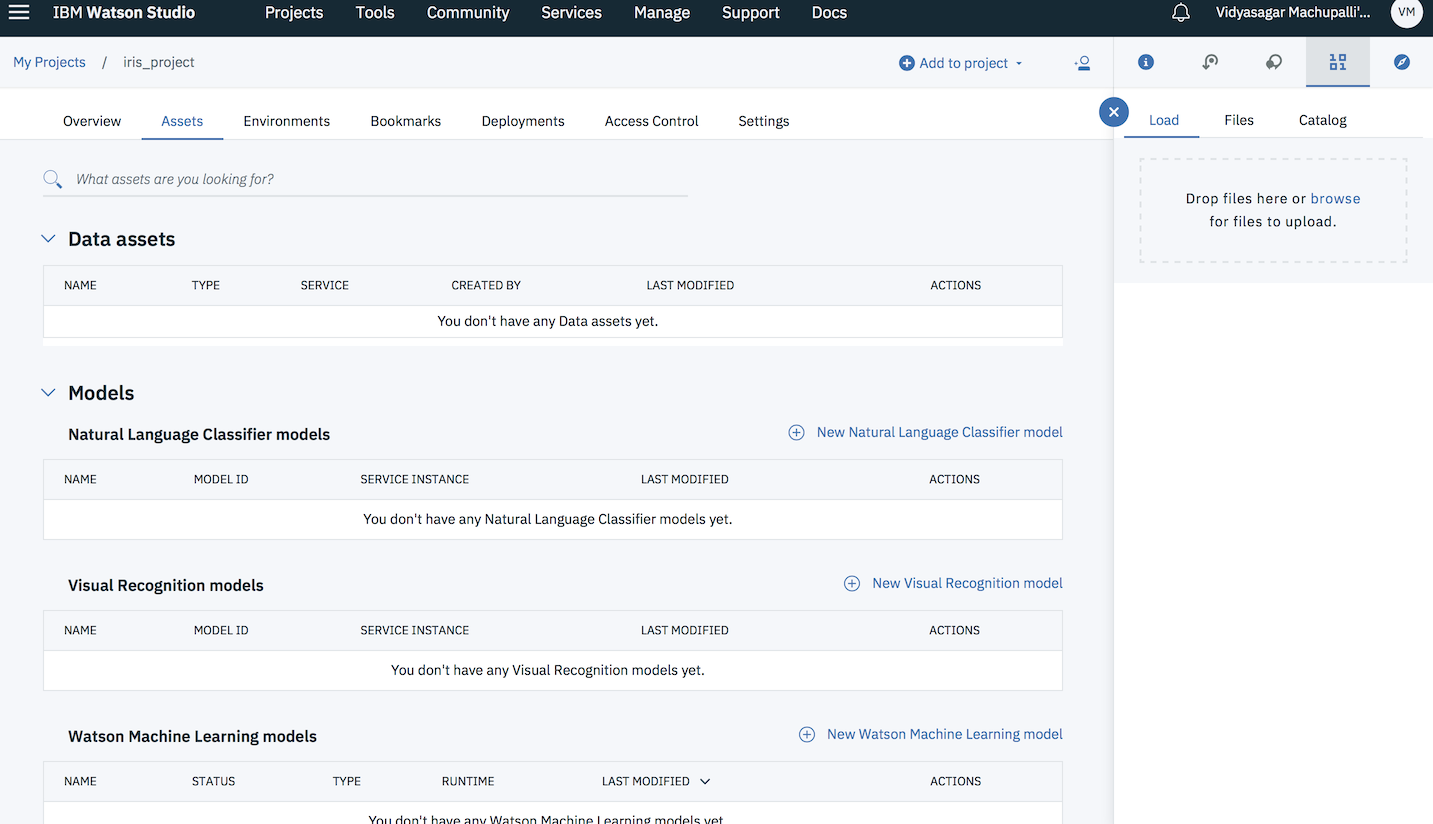 IBM Watson Studio Projects Tools Community Services Manage Support Docs Vidyasagar Machupalli'... VM
My Projects / iris_project Add to project
Overview Assets Environments Bookmarks Deployments Access Control Settings
Load Files Catalog
What assets are you looking for?
Drop files here or browse
for files to upload.
Data assets
NAME TYPE SERVICE CREATED BY LAST MODIFIED ACTIONS
You don't have any Data assets yet.
Models
Natural Language Classifier models New Natural Language Classifier model
NAME MODEL ID SERVICE INSTANCE LAST MODIFIED ACTIONS
You don't have any Natural Language Classifier models yet.
Visual Recognition models New Visual Recognition model
NAME MODEL ID SERVICE INSTANCE LAST MODIFIED ACTIONS
You don't have any Visual Recognition models yet.
Watson Machine Learning models New Watson Machine Learning model
NAME STATUS TYPE RUNTIME LAST MODIFIED ACTIONS
You don't have any Watson Machine Learning models yet.